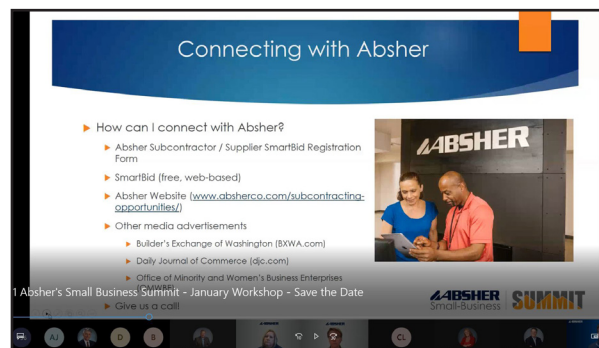 Connecting with Absher
How can I connect with Absher?
Absher Subcontractor / Supplier SmartBid Registration
Form
SmartBid (free, web-based)
Absher Website (www.absherco.com/subcontracting-
opportunities/)
Other media advertisements
Builder's Exchange of Washington (BXWA.com)
Daily Journal of Commerce (djc.com)
Office of Minority and Women's Business Enterprises
1 Absher's Small Business Summit - January Workshop - Save the Date
Give us a call!
ABSHER
ABSHER
Small-Business
SUMMIT
AJ
D
B
CL